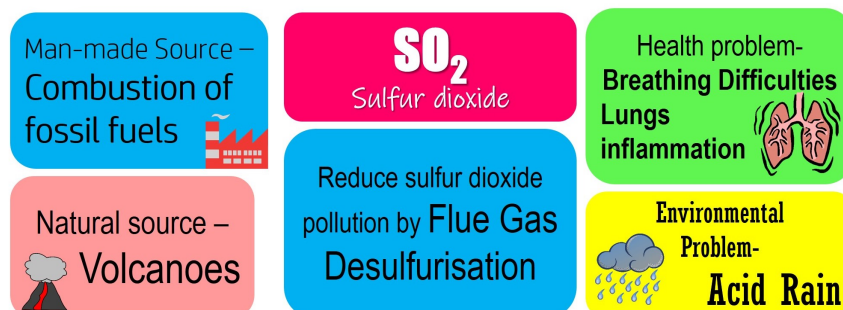 Man-made Source –
Combustion of
fossil fuels
Natural source –
Volcanoes
SO₂
Sulfur dioxide
Reduce sulfur dioxide
pollution by Flue Gas
Desulfurisation
Health problem-
Breathing Difficulties
Lungs
inflammation
Environmental
Problem-
Acid Rain